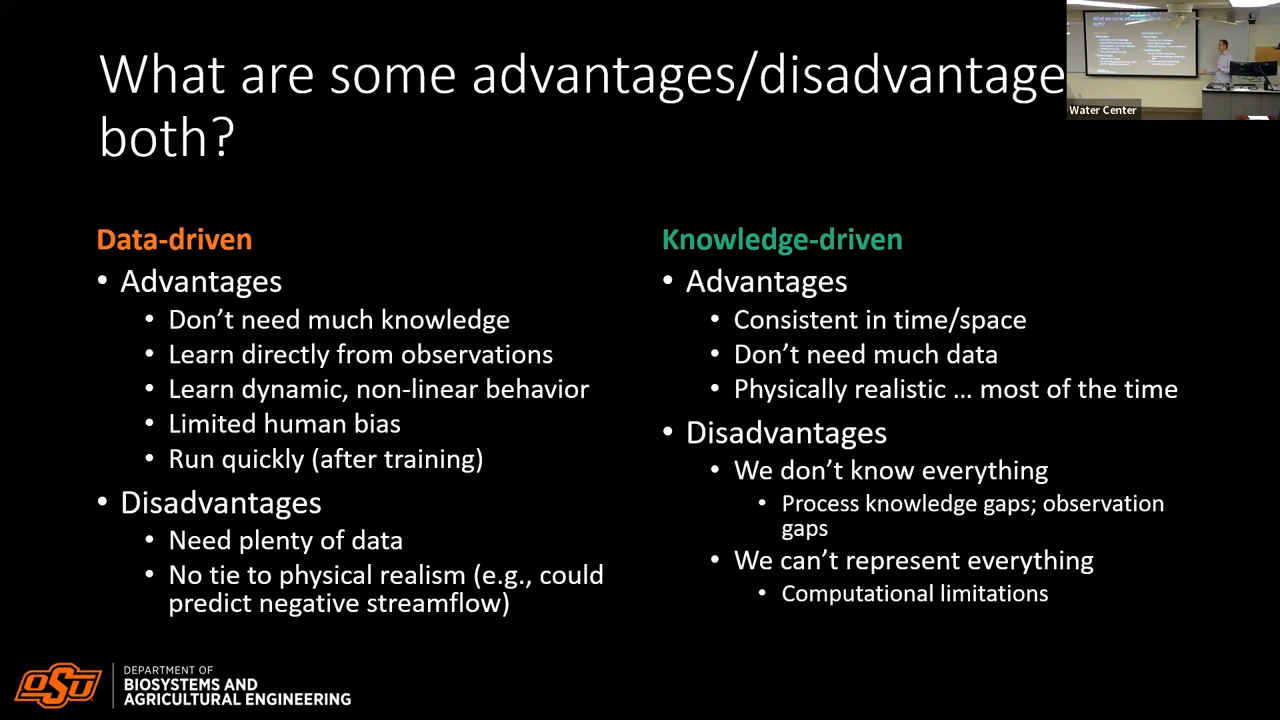 What are some advantages/disadvantage
both?
Water Center
Data-driven
• Advantages
• Don’t need much knowledge
• Learn directly from observations
• Learn dynamic, non-linear behavior
• Limited human bias
• Run quickly (after training)
• Disadvantages
• Need plenty of data
• No tie to physical realism (e.g., could
predict negative streamflow)
Knowledge-driven
• Advantages
• Consistent in time/space
• Don’t need much data
• Physically realistic … most of the time
• Disadvantages
• We don’t know everything
• Process knowledge gaps; observation
gaps
• We can’t represent everything
• Computational limitations
OSU
DEPARTMENT OF
BIOSYSTEMS AND
AGRICULTURAL ENGINEERING